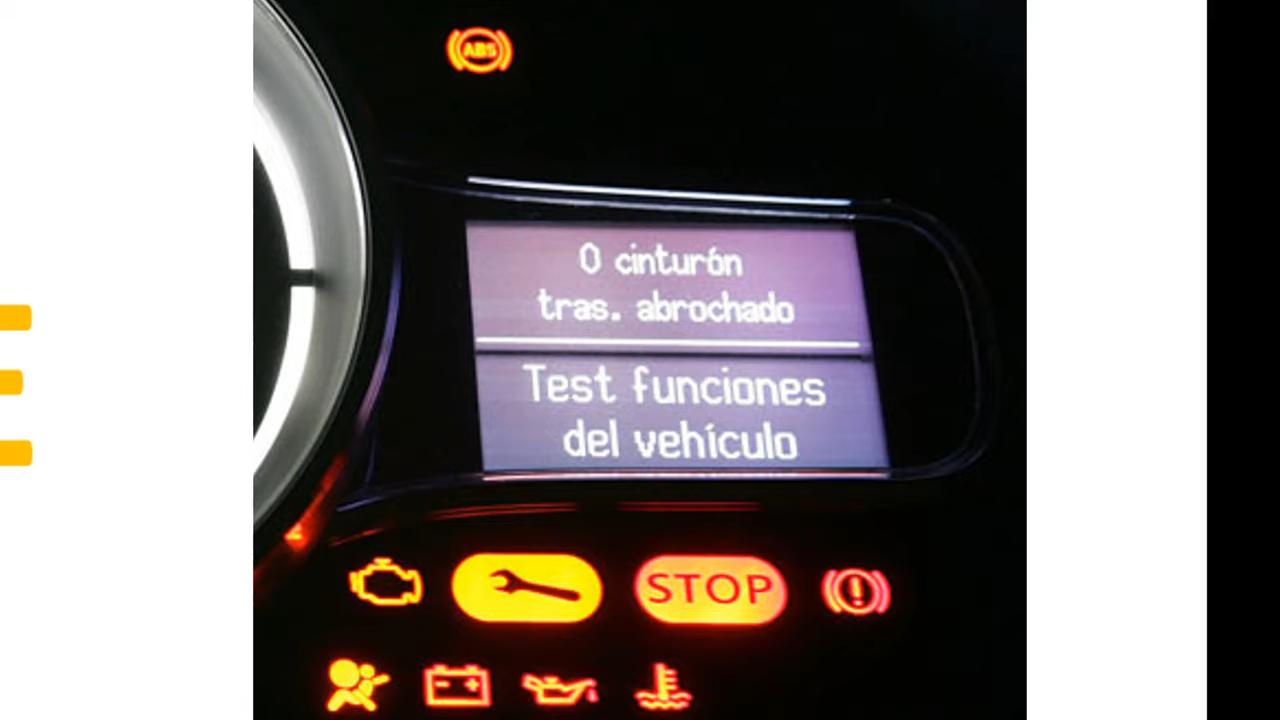 ABS
0 cinturón
tras. abrochado
Test funciones
del vehículo
STOP